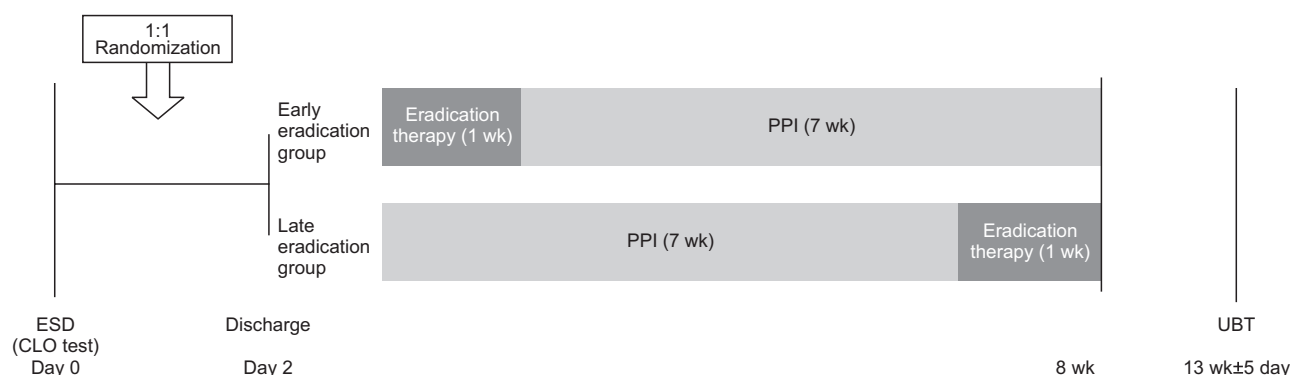 1:1
Randomization
Early
eradication
group
Eradication
therapy (1 wk)
PPI (7 wk)
Late
eradication
group
PPI (7 wk)
Eradication
therapy (1 wk)
ESD
(CLO test)
Day 0
Discharge
Day 2
8 wk
UBT
13 wk±5 day